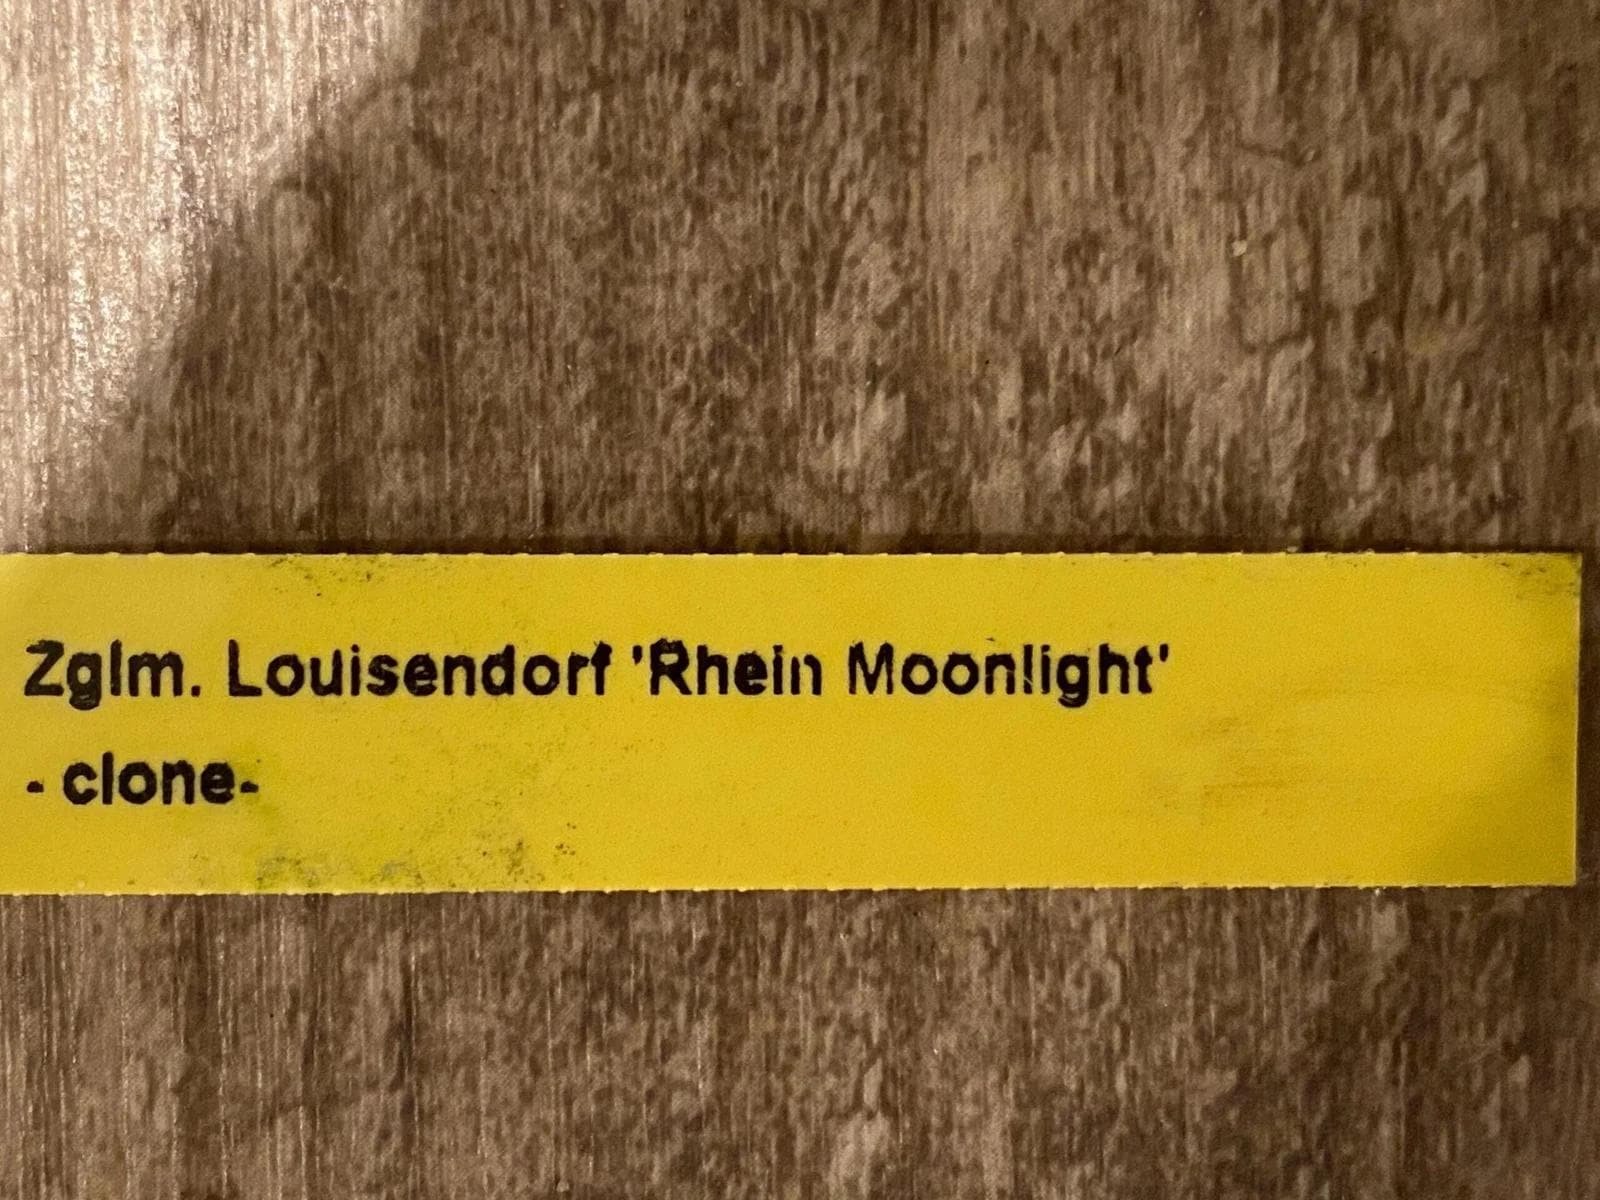 Zglm. Louisendorf 'Rhein Moonlight'
- clone-